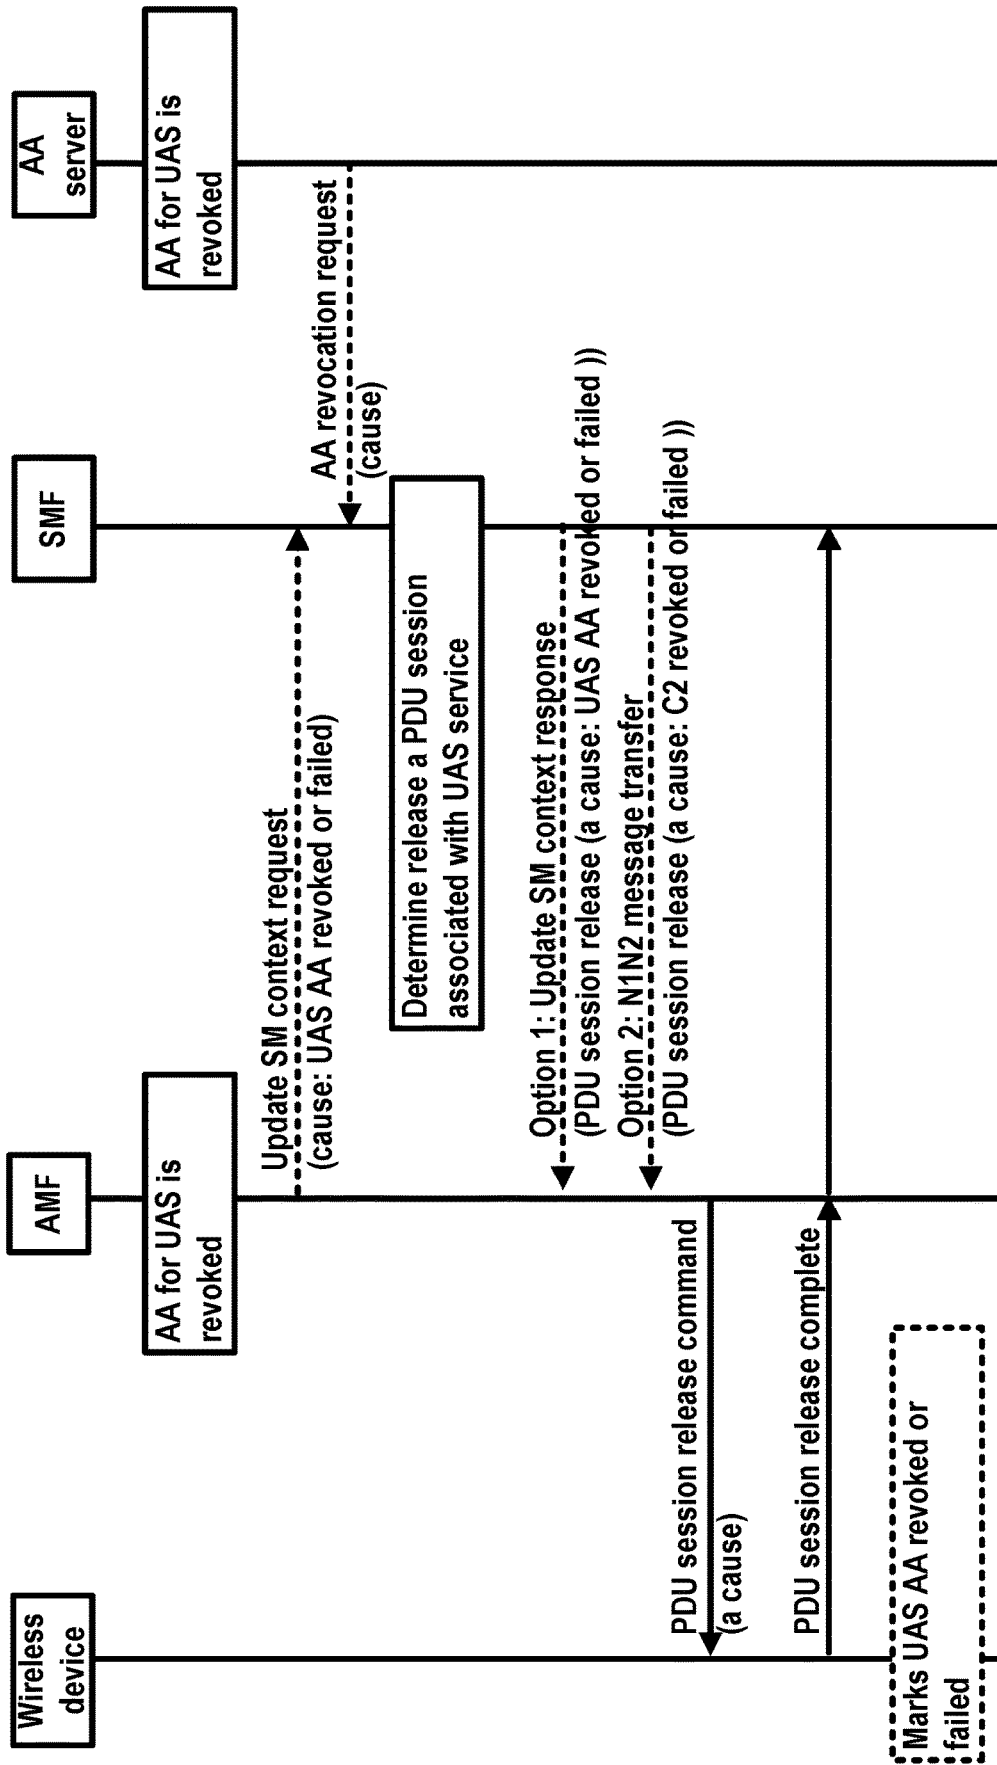 Wireless
device
AMF
SMF
AA
server
AA for UAS is
revoked
AA for UAS is
revoked
Update SM context request
(cause: UAS AA revoked or failed)
AA revocation request
(cause)
Determine release a PDU session
associated with UAS service
Option 1: Update SM context response
(PDU session release (a cause: UAS AA revoked or failed ))
Option 2: N1N2 message transfer
(PDU session release (a cause: C2 revoked or failed ))
PDU session release command
(a cause)
PDU session release complete
Marks UAS AA revoked or
failed